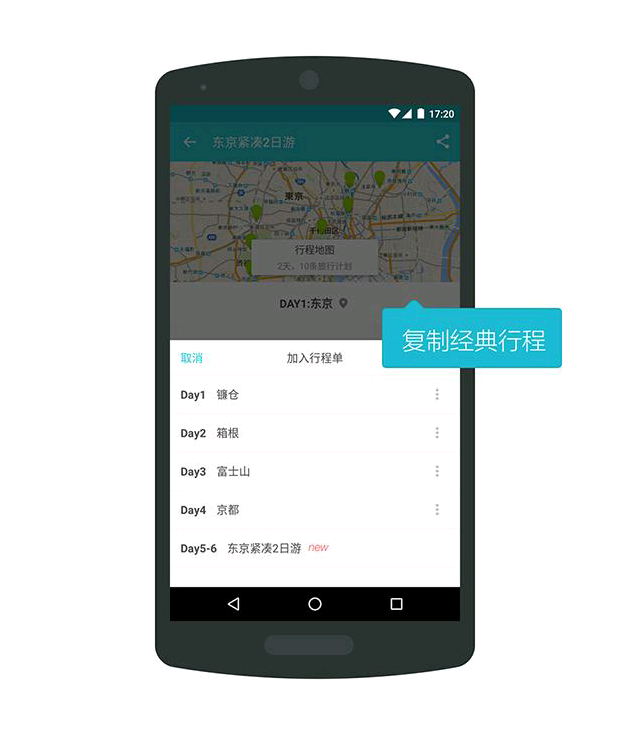 17:20
东京紧凑2日游
東京
千代田区
行程地图
2天，10条旅行计划
DAY1:东京
复制经典行程
取消
加入行程单
Day1 镰仓
Day2 箱根
Day3 富士山
Day4 京都
Day5-6 东京紧凑2日游 new